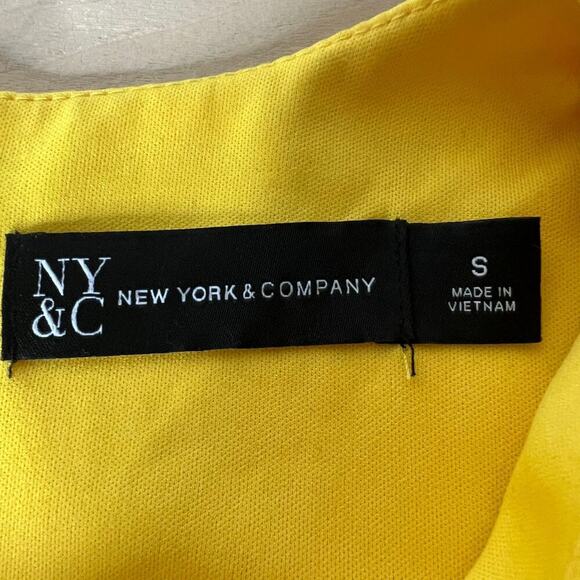 NY
&C
NEW YORK & COMPANY
S
MADE IN
VIETNAM